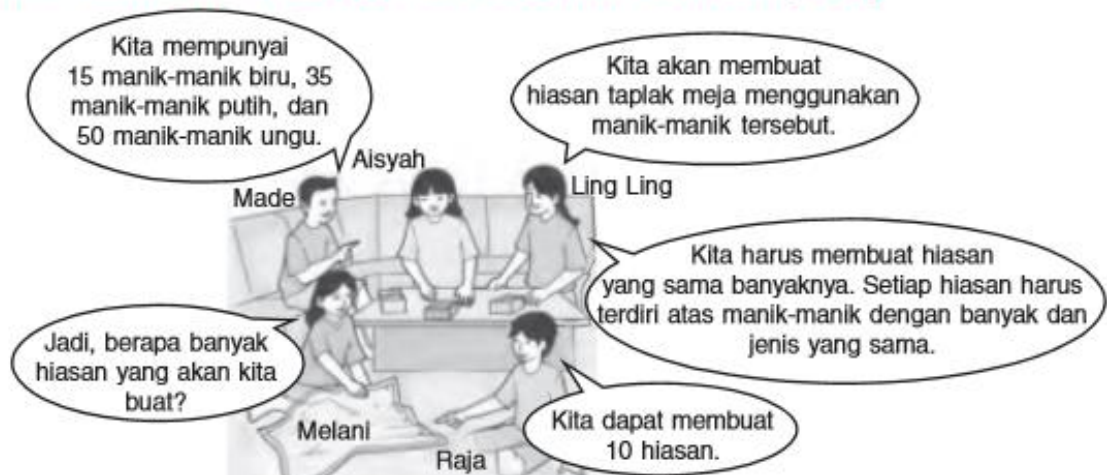 Kita mempunyai
15 manik-manik biru, 35
manik-manik putih, dan
50 manik-manik ungu.
Kita akan membuat
hiasan taplak meja menggunakan
manik-manik tersebut.
Aisyah
Made
Ling Ling
Kita harus membuat hiasan
yang sama banyaknya. Setiap hiasan harus
terdiri atas manik-manik dengan banyak dan
jenis yang sama.
Jadi, berapa banyak
hiasan yang akan kita
buat?
Kita dapat membuat
10 hiasan.
Melani
Raja